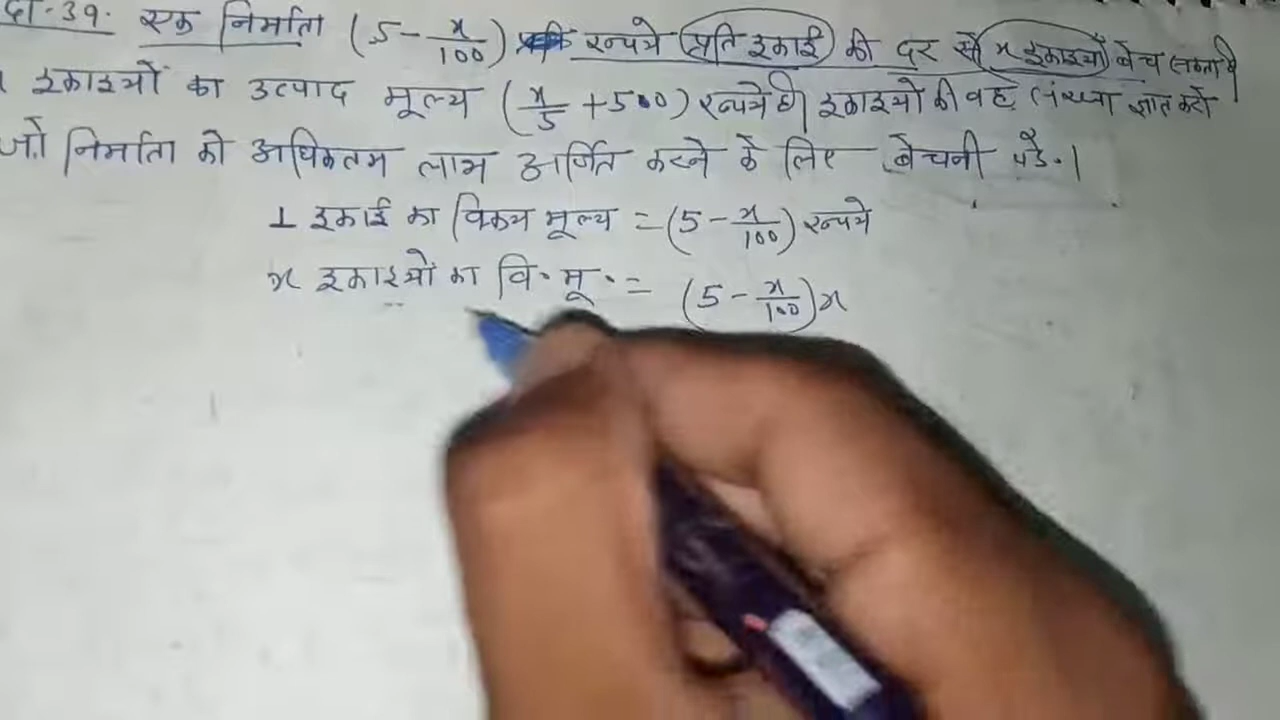 उदा-39. एक निर्माता (5-x/100) रूपये प्रति इकाई की दर से x इकाइयाँ बेच सकता है
x इकाइयों का उत्पाद मूल्य (x/5 +500) रूपये है। इकाइयों की वह संख्या ज्ञात करो
जो निर्माता को अधिकतम लाभ अर्जित करने के लिए बेचनी पड़े.।
1 इकाई का विक्रय मूल्य =(5-x/100) रूपये
x इकाइयों का वि. मू. = (5-x/100)x